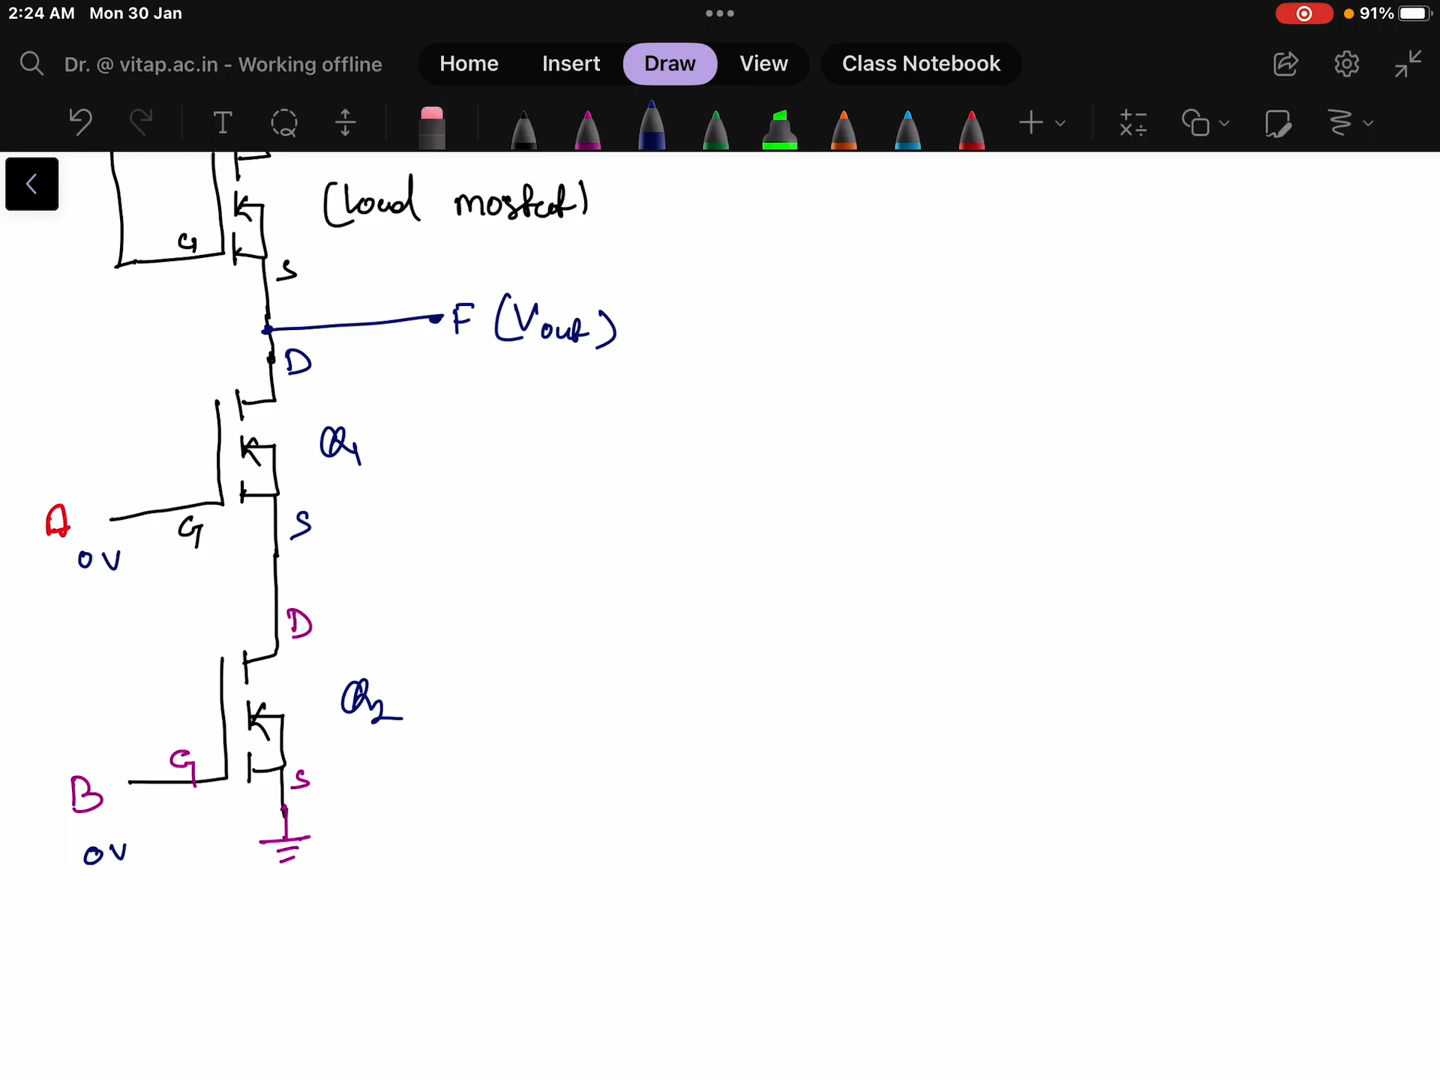 2:24 AM Mon 30 Jan
91%
Dr. @ vitap.ac.in - Working offline
Home Insert Draw View Class Notebook
T
(load mosfet)
G
S
F (Vout)
D
Q1
A
G
S
0V
D
Q2
G
B
S
0V